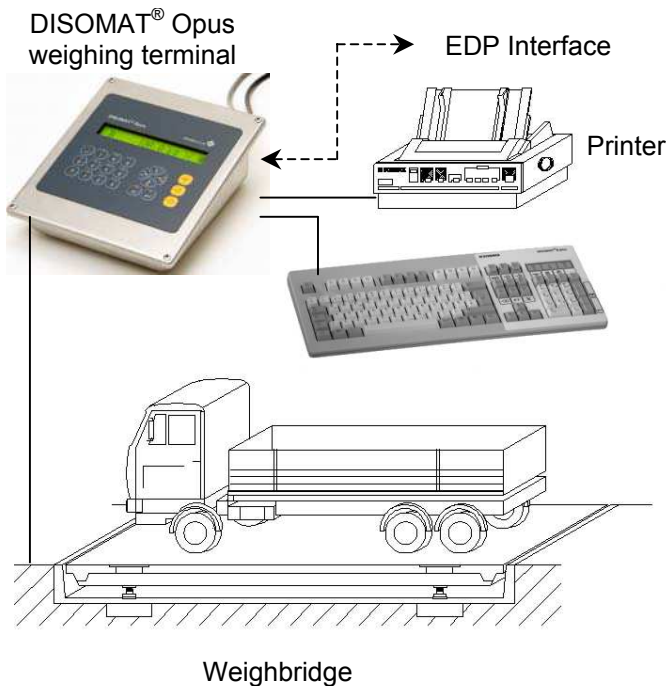 DISOMAT® Opus
weighing terminal
EDP Interface
Printer
Weighbridge